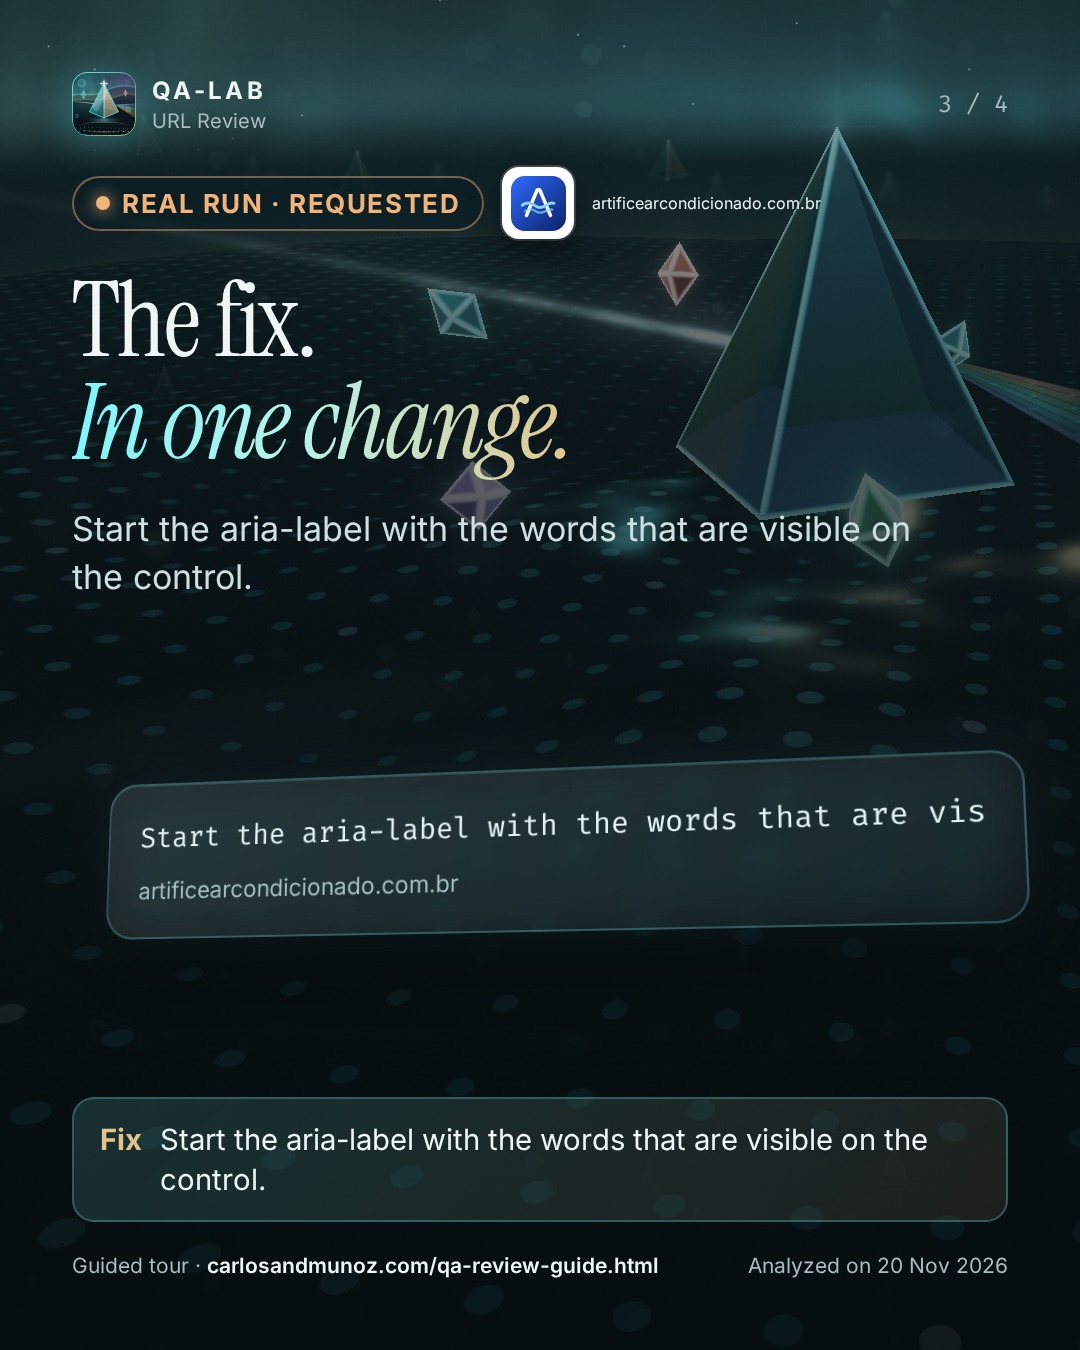 QA-LAB
URL Review
3 / 4
REAL RUN · REQUESTED
artificearcondicionado.com.br
The fix.
In one change.
Start the aria-label with the words that are visible on
the control.
Start the aria-label with the words that are vis
artificearcondicionado.com.br
Fix Start the aria-label with the words that are visible on the
control.
Guided tour · carlosandmunoz.com/qa-review-guide.html
Analyzed on 20 Nov 2026